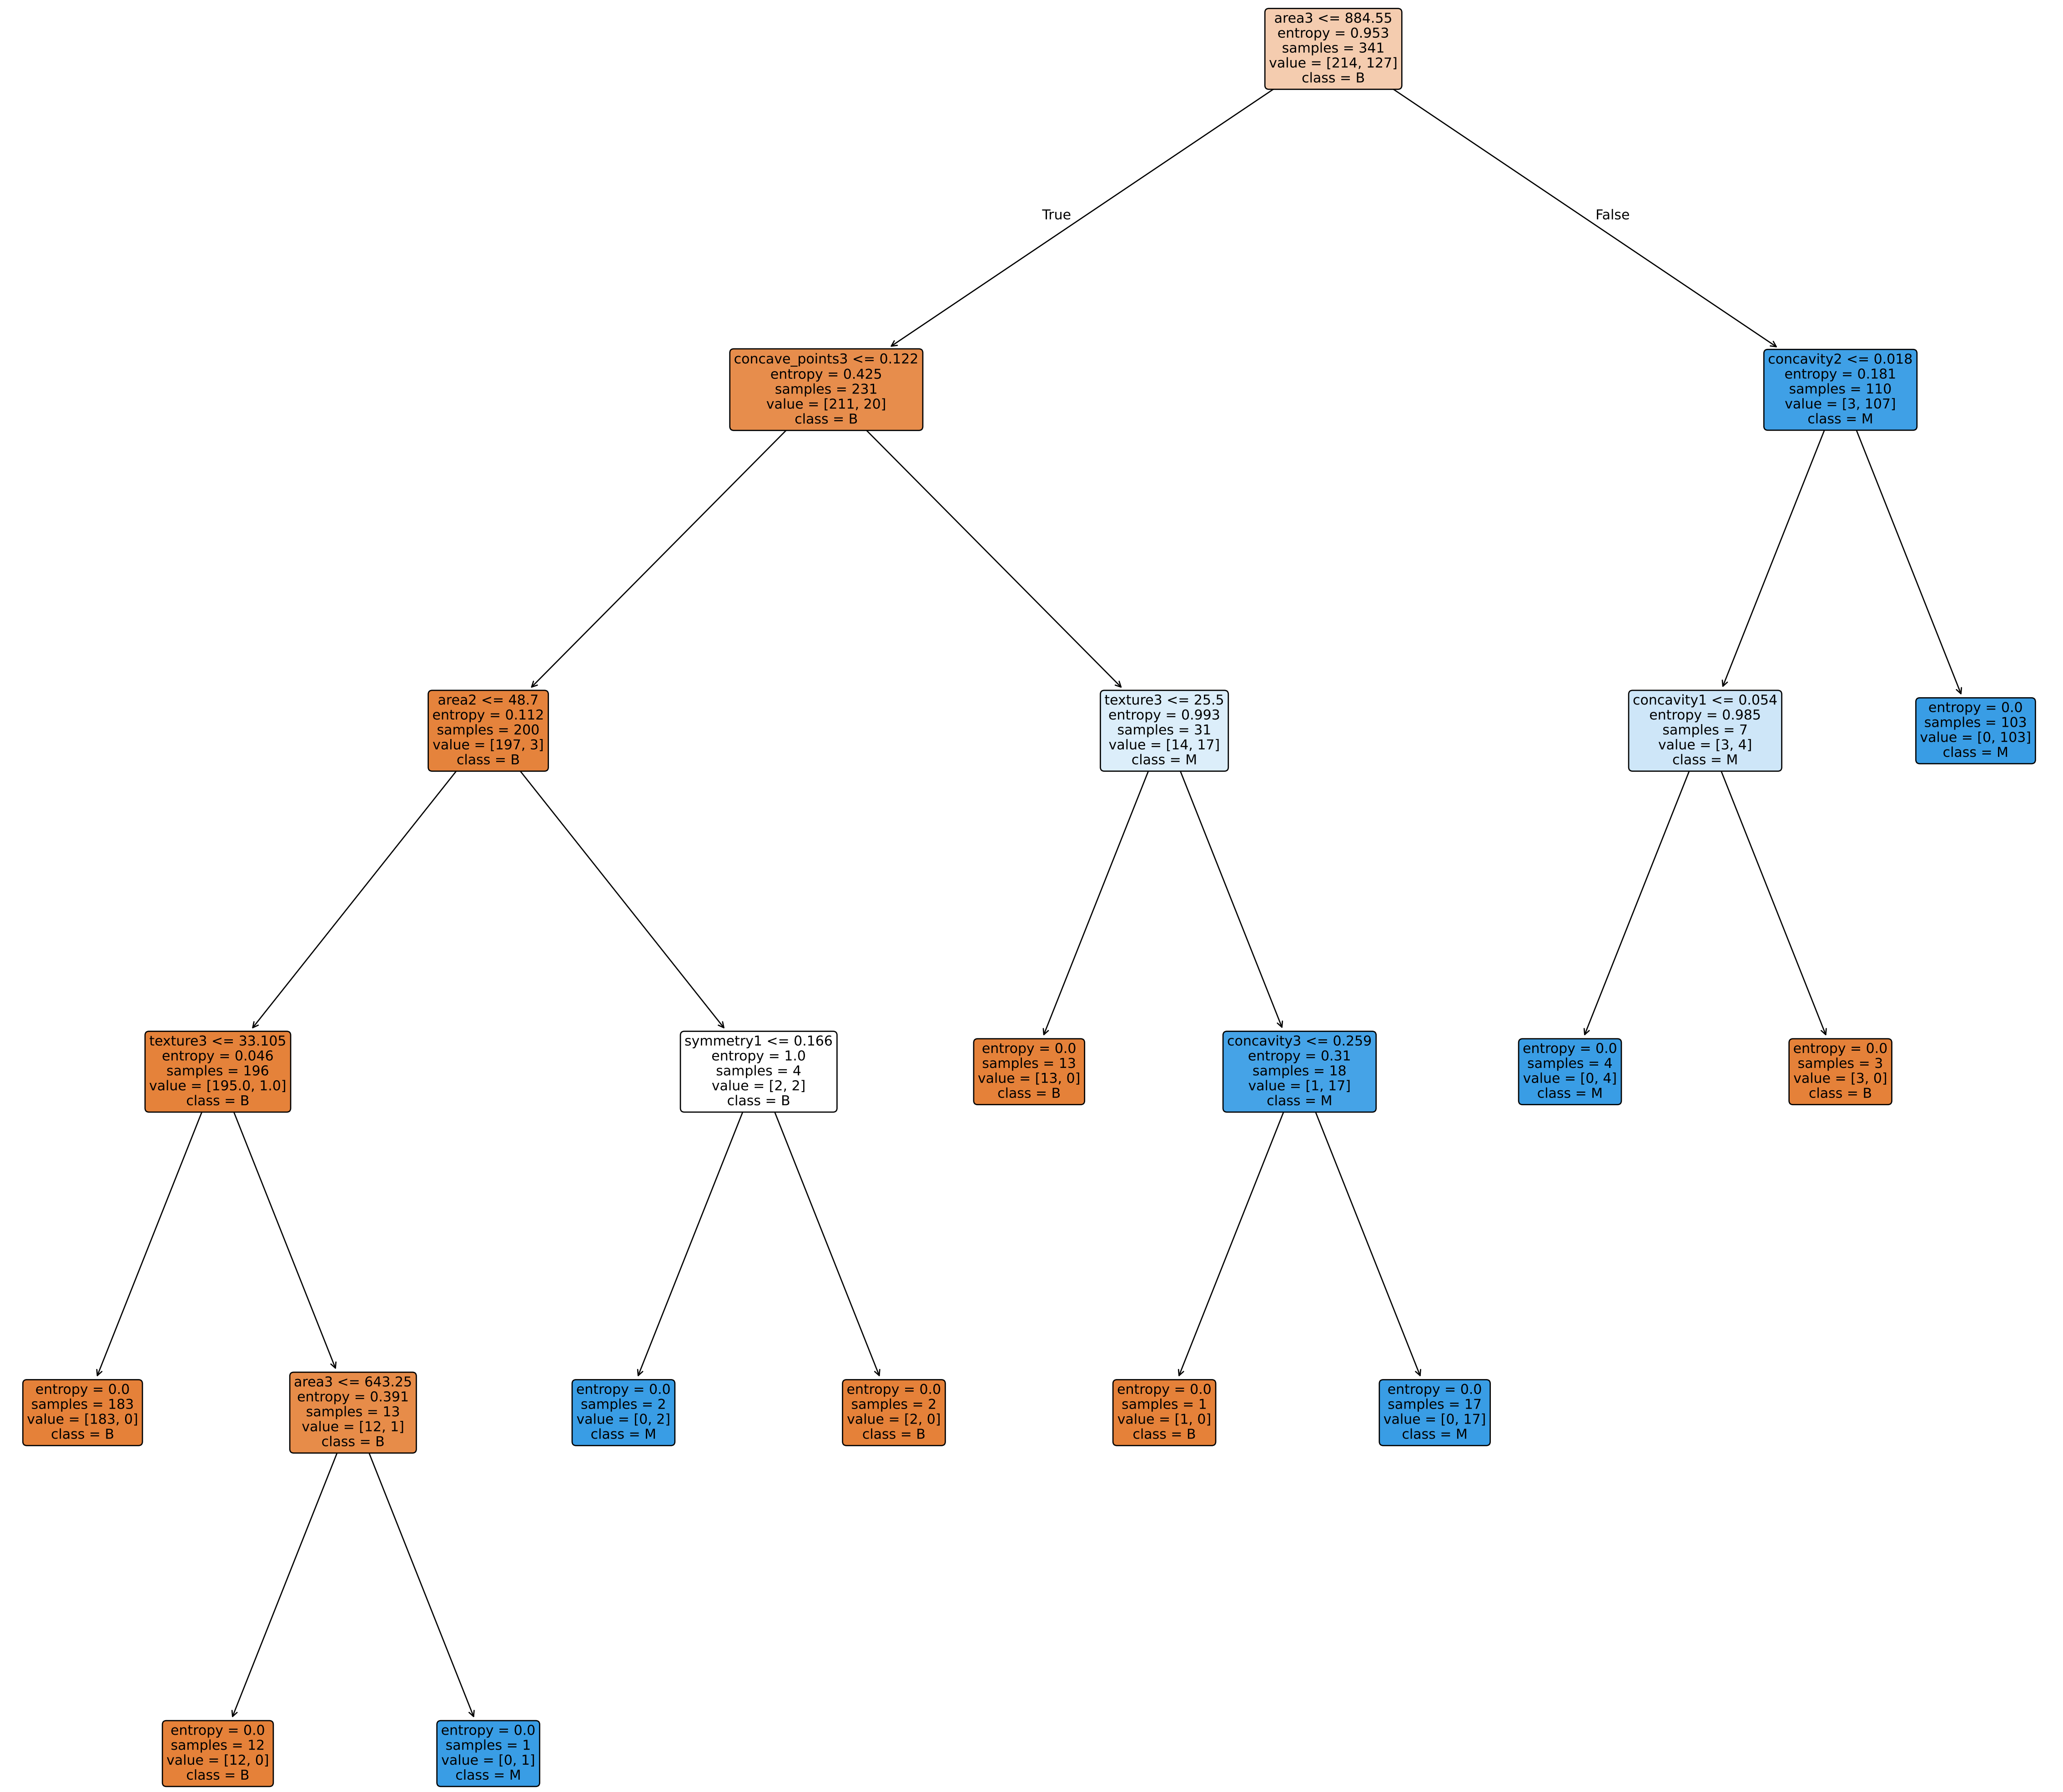 area3 <= 884.55
entropy = 0.953
samples = 341
value = [214, 127]
class = B
True
False
concave_points3 <= 0.122
entropy = 0.425
samples = 231
value = [211, 20]
class = B
concavity2 <= 0.018
entropy = 0.181
samples = 110
value = [3, 107]
class = M
area2 <= 48.7
entropy = 0.112
samples = 200
value = [197, 3]
class = B
texture3 <= 25.5
entropy = 0.993
samples = 31
value = [14, 17]
class = M
concavity1 <= 0.054
entropy = 0.985
samples = 7
value = [3, 4]
class = M
entropy = 0.0
samples = 103
value = [0, 103]
class = M
texture3 <= 33.105
entropy = 0.046
samples = 196
value = [195.0, 1.0]
class = B
symmetry1 <= 0.166
entropy = 1.0
samples = 4
value = [2, 2]
class = B
entropy = 0.0
samples = 13
value = [13, 0]
class = B
concavity3 <= 0.259
entropy = 0.31
samples = 18
value = [1, 17]
class = M
entropy = 0.0
samples = 4
value = [0, 4]
class = M
entropy = 0.0
samples = 3
value = [3, 0]
class = B
entropy = 0.0
samples = 183
value = [183, 0]
class = B
area3 <= 643.25
entropy = 0.391
samples = 13
value = [12, 1]
class = B
entropy = 0.0
samples = 2
value = [0, 2]
class = M
entropy = 0.0
samples = 2
value = [2, 0]
class = B
entropy = 0.0
samples = 1
value = [1, 0]
class = B
entropy = 0.0
samples = 17
value = [0, 17]
class = M
entropy = 0.0
samples = 12
value = [12, 0]
class = B
entropy = 0.0
samples = 1
value = [0, 1]
class = M